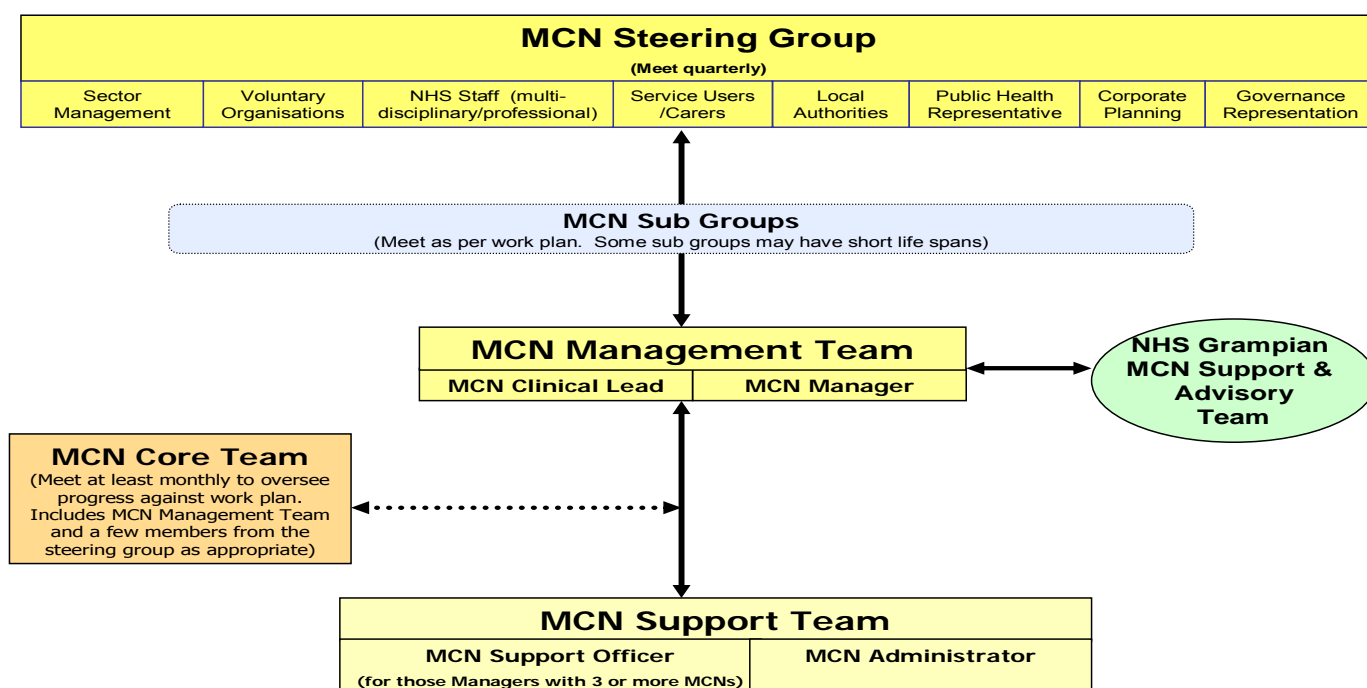 MCN Steering Group
(Meet quarterly)
Sector
Management
Voluntary
Organisations
NHS Staff (multi-
disciplinary/professional)
Service Users
/Carers
Local
Authorities
Public Health
Representative
Corporate
Planning
Governance
Representation
MCN Sub Groups
(Meet as per work plan. Some sub groups may have short life spans)
MCN Management Team
MCN Clinical Lead
MCN Manager
NHS Grampian
MCN Support &
Advisory
Team
MCN Core Team
(Meet at least monthly to oversee
progress against work plan.
Includes MCN Management Team
and a few members from the
steering group as appropriate)
MCN Support Team
MCN Support Officer
(for those Managers with 3 or more MCNs)
MCN Administrator